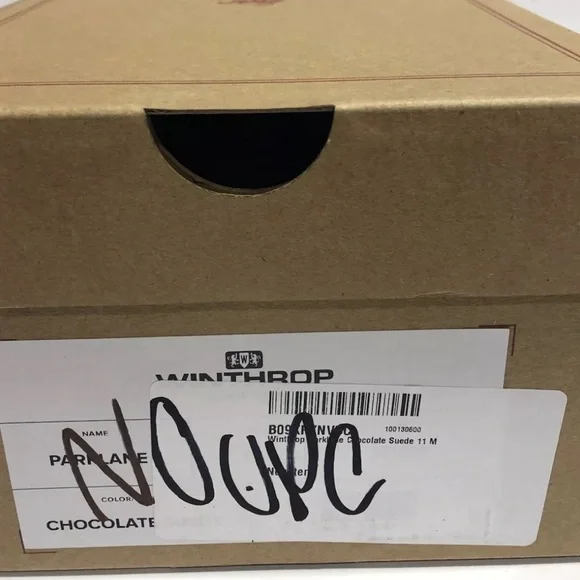 WINTHROP
NAME
PARKLANE
COLOR
CHOCOLATE
100130600
Chocolate Suede 11 M
NO UPC